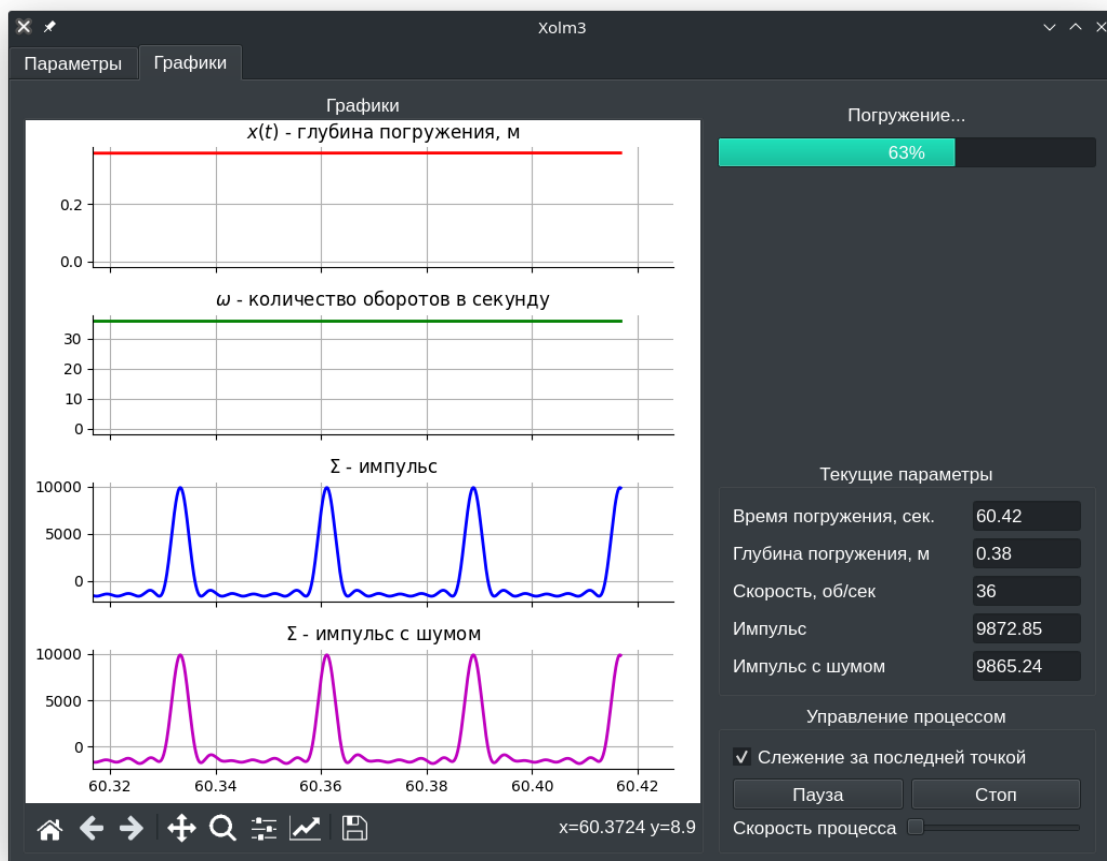 Xolm3
Параметры
Графики
Графики
x(t) - глубина погружения, м
0.2
0.0
ω - количество оборотов в секунду
30
20
10
0
Σ - импульс
10000
5000
0
Σ - импульс с шумом
10000
5000
0
60.32 60.34 60.36 60.38 60.40 60.42
x=60.3724 y=8.9
Погружение...
63%
Текущие параметры
Время погружения, сек. 60.42
Глубина погружения, м 0.38
Скорость, об/сек 36
Импульс 9872.85
Импульс с шумом 9865.24
Управление процессом
Слежение за последней точкой
Пауза
Стоп
Скорость процесса